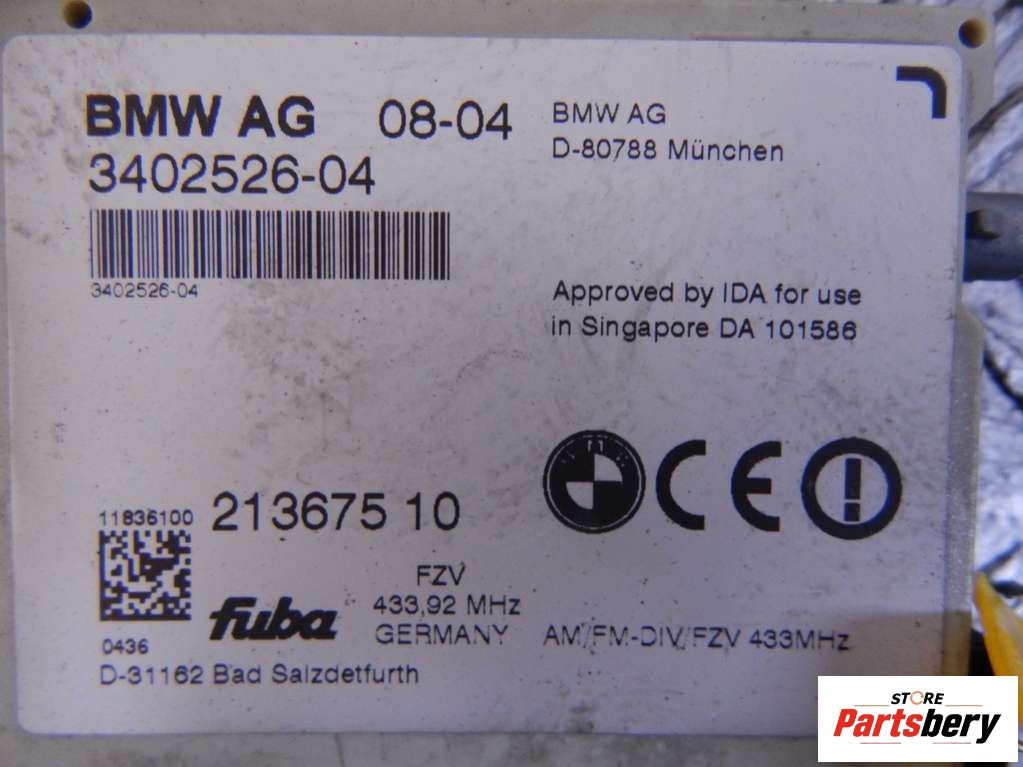 BMW AG 08-04
3402526-04
3402526-04
BMW AG
D-80788 München
Approved by IDA for use
in Singapore DA 101586
CE
11836100
213675 10
FZV
433,92 MHz
fuba
GERMANY
AM/FM-DIV/FZV 433MHz
0436
D-31162 Bad Salzdetfurth
STORE
Partsbery